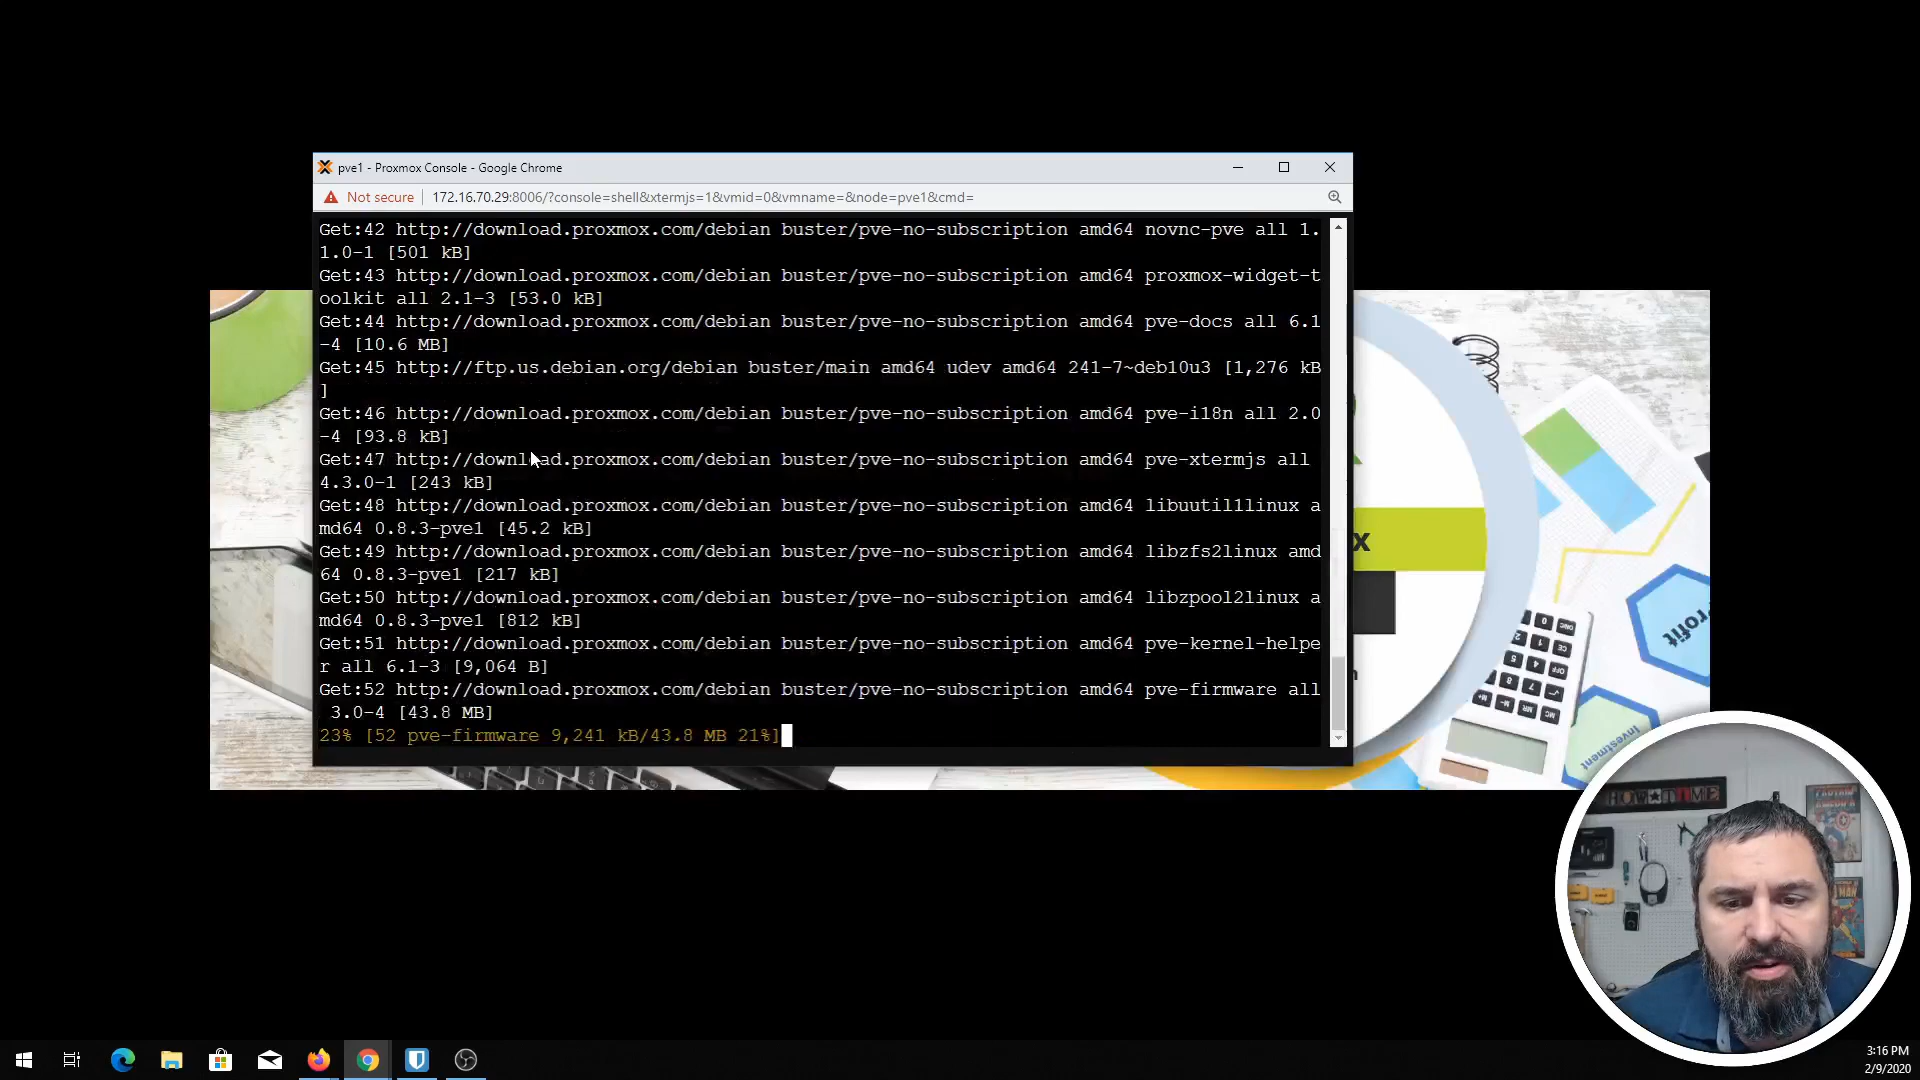 pve1 - Proxmox Console - Google Chrome
Not secure
172.16.70.29:8006/?console=shell&xtermjs=1&vmid=0&vmname=&node=pve1&cmd=
Get:42 http://download.proxmox.com/debian buster/pve-no-subscription amd64 novnc-pve all 1.
1.0-1 [501 kB]
Get:43 http://download.proxmox.com/debian buster/pve-no-subscription amd64 proxmox-widget-t
oolkit all 2.1-3 [53.0 kB]
Get:44 http://download.proxmox.com/debian buster/pve-no-subscription amd64 pve-docs all 6.1
-4 [10.6 MB]
Get:45 http://ftp.us.debian.org/debian buster/main amd64 udev amd64 241-7~deb10u3 [1,276 kB
]
Get:46 http://download.proxmox.com/debian buster/pve-no-subscription amd64 pve-i18n all 2.0
-4 [93.8 kB]
Get:47 http://download.proxmox.com/debian buster/pve-no-subscription amd64 pve-xtermjs all
4.3.0-1 [243 kB]
Get:48 http://download.proxmox.com/debian buster/pve-no-subscription amd64 libuutil1linux a
md64 0.8.3-pve1 [45.2 kB]
Get:49 http://download.proxmox.com/debian buster/pve-no-subscription amd64 libzfs2linux amd
64 0.8.3-pve1 [217 kB]
Get:50 http://download.proxmox.com/debian buster/pve-no-subscription amd64 libzpool2linux a
md64 0.8.3-pve1 [812 kB]
Get:51 http://download.proxmox.com/debian buster/pve-no-subscription amd64 pve-kernel-helpe
r all 6.1-3 [9,064 B]
Get:52 http://download.proxmox.com/debian buster/pve-no-subscription amd64 pve-firmware all
3.0-4 [43.8 MB]
23% [52 pve-firmware 9,241 kB/43.8 MB 21%]
x
Profit
Investment
3:16 PM
2/9/2020